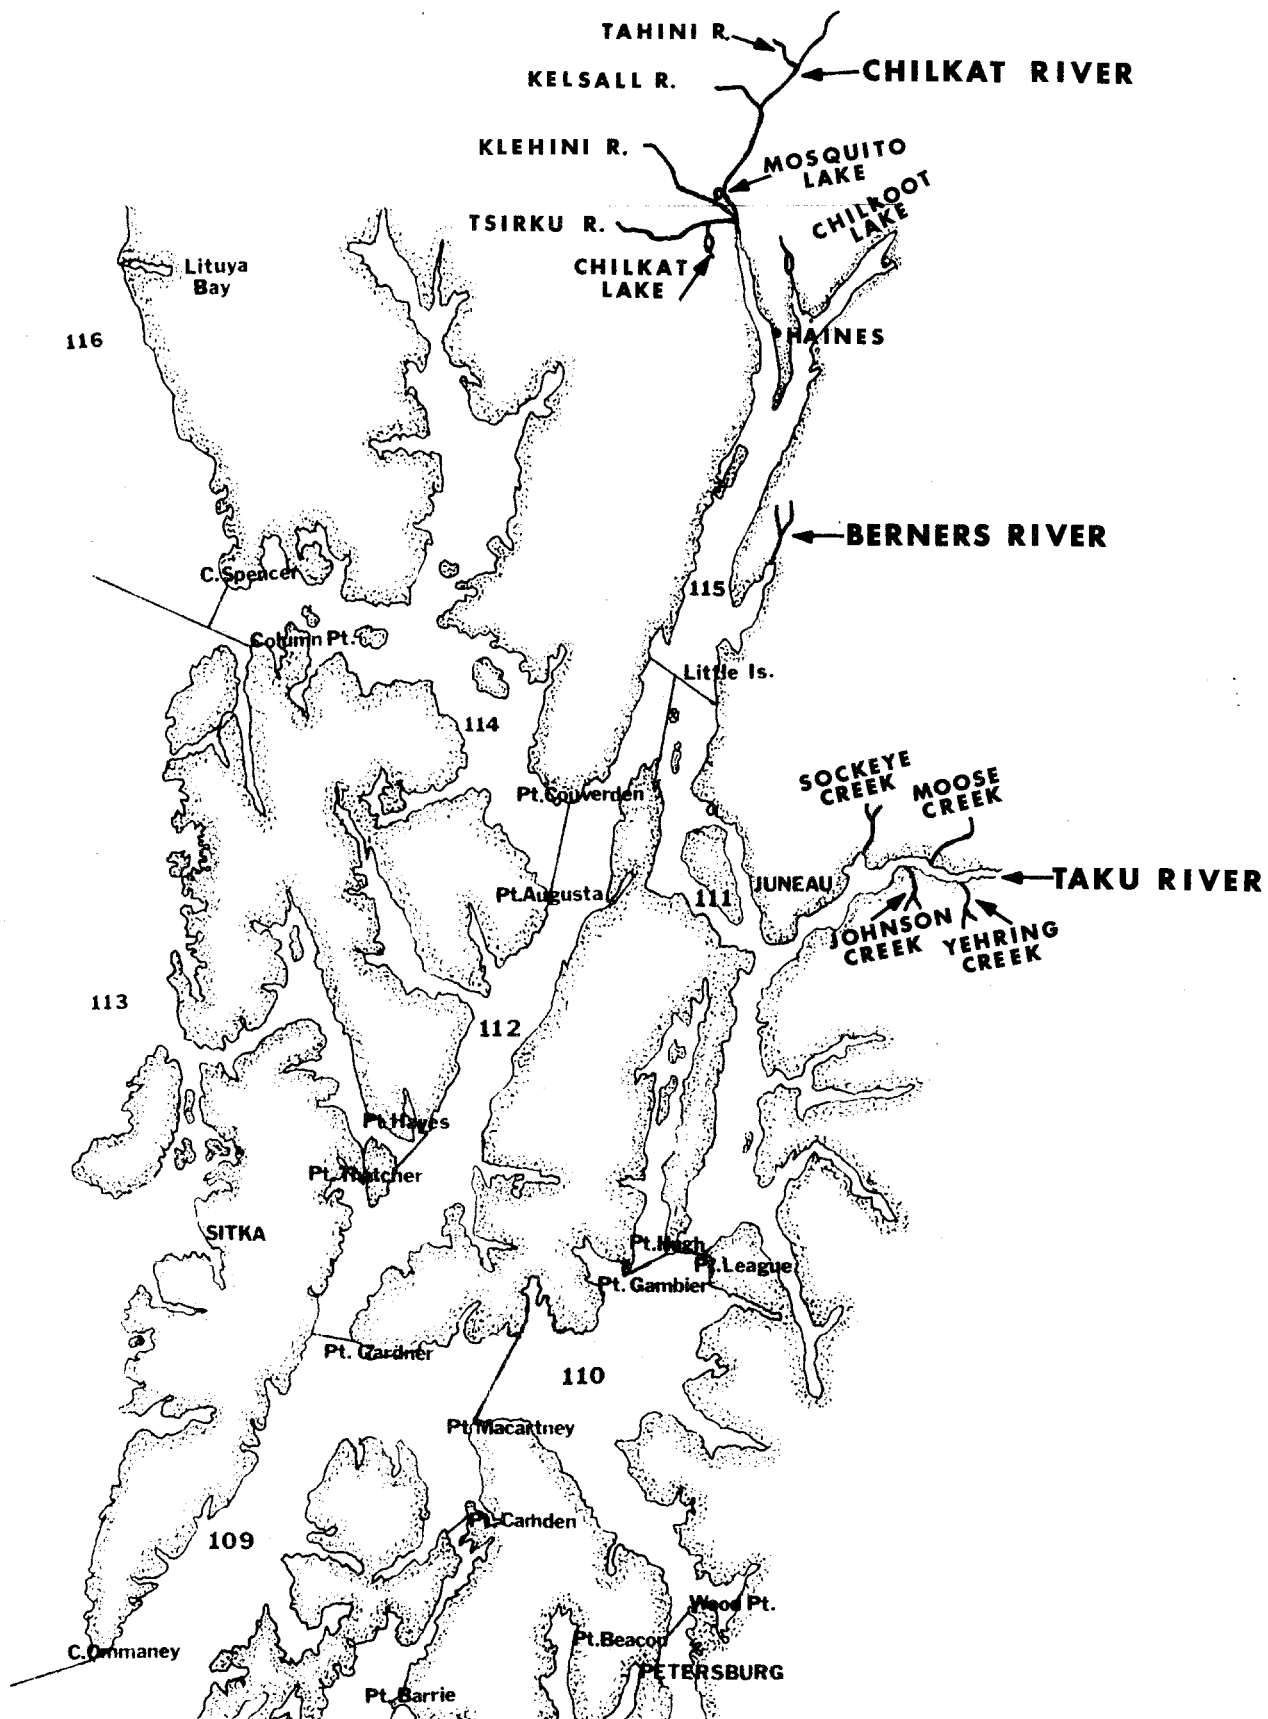 TAHINI R.
CHILKAT RIVER
KELSALL R.
KLEHINI R.
MOSQUITO
LAKE
CHILKOOT
LAKE
TSIRKU R.
CHILKAT
LAKE
Lituya
Bay
116
HAINES
BERNERS RIVER
C.Spencer
115
Column Pt.
Little Is.
114
SOCKEYE
CREEK
MOOSE
CREEK
Pt.Couverden
JUNEAU
TAKU RIVER
Pt.Augusta
111
JOHNSON
CREEK
YEHRING
CREEK
113
112
Pt.Hayes
Pt.Thatcher
SITKA
Pt.Hugh
Pt.League
Pt. Gambier
Pt. Gardner
110
Pt.Macartney
Pt.Camden
109
Wood Pt.
Pt.Beacon
C.Ommaney
PETERSBURG
Pt.Barrie